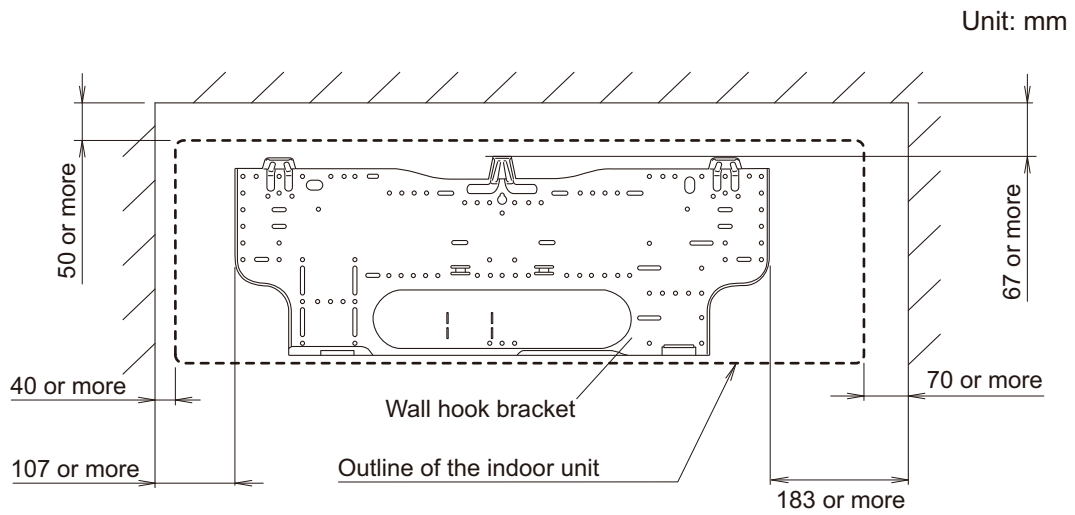 Unit: mm
50 or more
67 or more
40 or more
70 or more
Wall hook bracket
107 or more
Outline of the indoor unit
183 or more